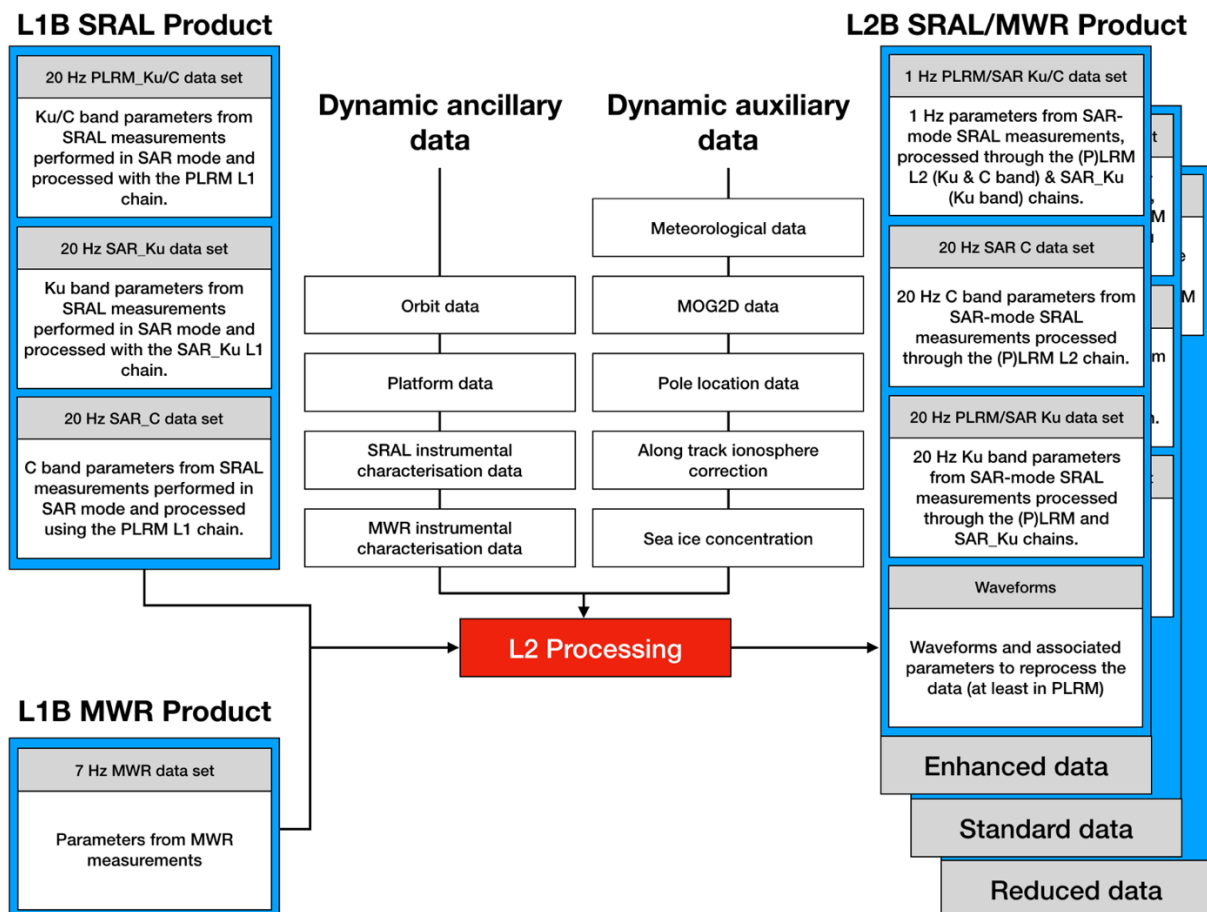 L1B SRAL Product
20 Hz PLRM_Ku/C data set
Ku/C band parameters from
SRAL measurements
performed in SAR mode and
processed with the PLRM L1
chain.
20 Hz SAR_Ku data set
Ku band parameters from
SRAL measurements
performed in SAR mode and
processed with the SAR_Ku L1
chain.
20 Hz SAR_C data set
C band parameters from SRAL
measurements performed in
SAR mode and processed
using the PLRM L1 chain.
L1B MWR Product
7 Hz MWR data set
Parameters from MWR
measurements
Dynamic ancillary
data
Orbit data
Platform data
SRAL instrumental
characterisation data
MWR instrumental
characterisation data
Dynamic auxiliary
data
Meteorological data
MOG2D data
Pole location data
Along track ionosphere
correction
Sea ice concentration
L2 Processing
L2B SRAL/MWR Product
1 Hz PLRM/SAR Ku/C data set
1 Hz parameters from SAR-
mode SRAL measurements,
processed through the (P)LRM
L2 (Ku & C band) & SAR_Ku
(Ku band) chains.
20 Hz SAR C data set
20 Hz C band parameters from
SAR-mode SRAL
measurements processed
through the (P)LRM L2 chain.
20 Hz PLRM/SAR Ku data set
20 Hz Ku band parameters
from SAR-mode SRAL
measurements processed
through the (P)LRM and
SAR_Ku chains.
Waveforms
Waveforms and associated
parameters to reprocess the
data (at least in PLRM)
Enhanced data
Standard data
Reduced data